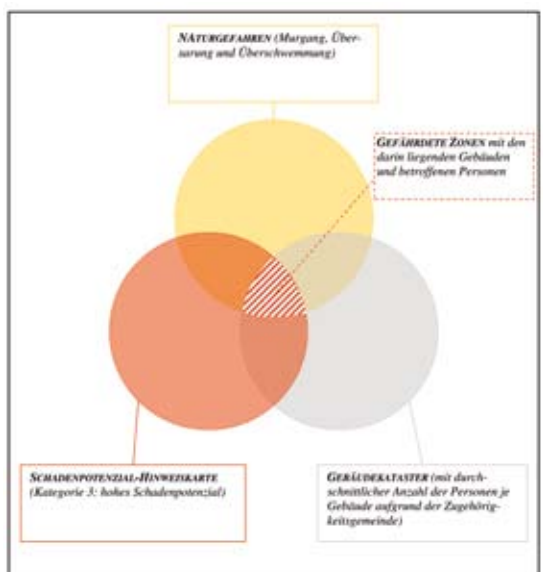 NATURGEFAHREN (Murgang, Über-
sarung und Überschwemmung)
GEFÄHRDETE ZONEN mit den
darin liegenden Gebäuden
und betroffenen Personen
SCHADENPOTENZIAL-HINWEISKARTE
(Kategorie 3: hohes Schadenpotenzial)
GEBÄUDEKATASTER (mit durch-
schnittlicher Anzahl der Personen je
Gebäude aufgrund der Zugehörig-
keitsgemeinde)